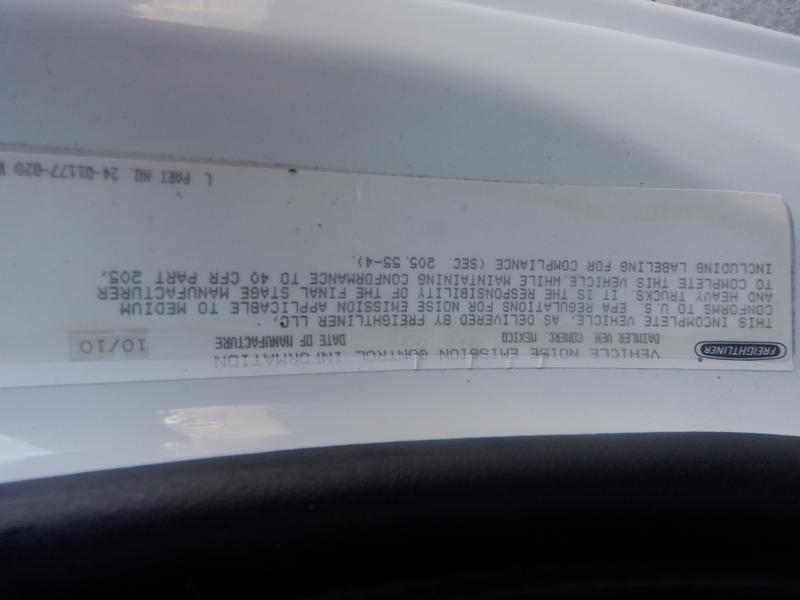 FREIGHTLINER®
VEHICLE NOISE EMISSION CONTROL INFORMATION
DAIMLER VEH. COMERC. MEXICO DATE OF MANUFACTURE 10/10
THIS INCOMPLETE VEHICLE, AS DELIVERED BY FREIGHTLINER LLC,
CONFORMS TO U.S. EPA REGULATIONS APPLICABLE TO MEDIUM
AND HEAVY TRUCKS. IT IS THE RESPONSIBILITY OF THE FINAL STAGE MANUFACTURER
TO COMPLETE THIS VEHICLE WHILE MAINTAINING CONFORMANCE TO 40 CFR PART 205,
INCLUDING LABELING FOR COMPLIANCE (SEC. 205.55-4).
L PART NO. 24-01177-020